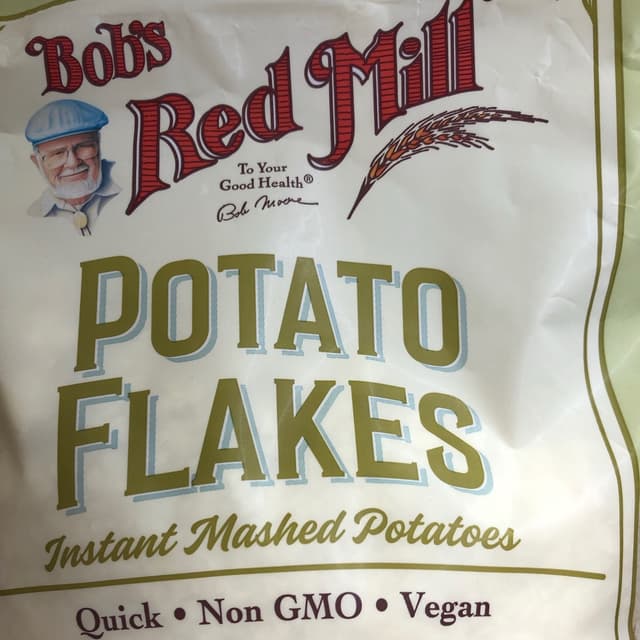 Bob's
Red Mill
To Your
Good Health®
Bob Moore
POTATO
FLAKES
Instant Mashed Potatoes
Quick • Non GMO • Vegan